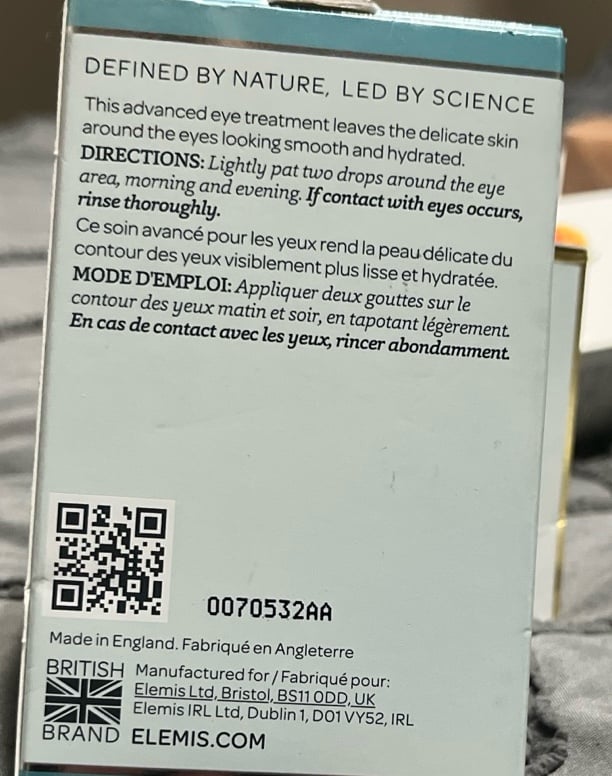 DEFINED BY NATURE, LED BY SCIENCE
This advanced eye treatment leaves the delicate skin
around the eyes looking smooth and hydrated.
DIRECTIONS: Lightly pat two drops around the eye
area, morning and evening. If contact with eyes occurs,
rinse thoroughly.
Ce soin avancé pour les yeux rend la peau délicate du
contour des yeux visiblement plus lisse et hydratée.
MODE D'EMPLOI: Appliquer deux gouttes sur le
contour des yeux matin et soir, en tapotant légèrement.
En cas de contact avec les yeux, rincer abondamment.
0070532AA
Made in England. Fabriqué en Angleterre
BRITISH
BRAND
Manufactured for / Fabriqué pour:
Elemis Ltd, Bristol, BS11 0DD, UK
Elemis IRL Ltd, Dublin 1, D01 VY52, IRL
ELEMIS.COM